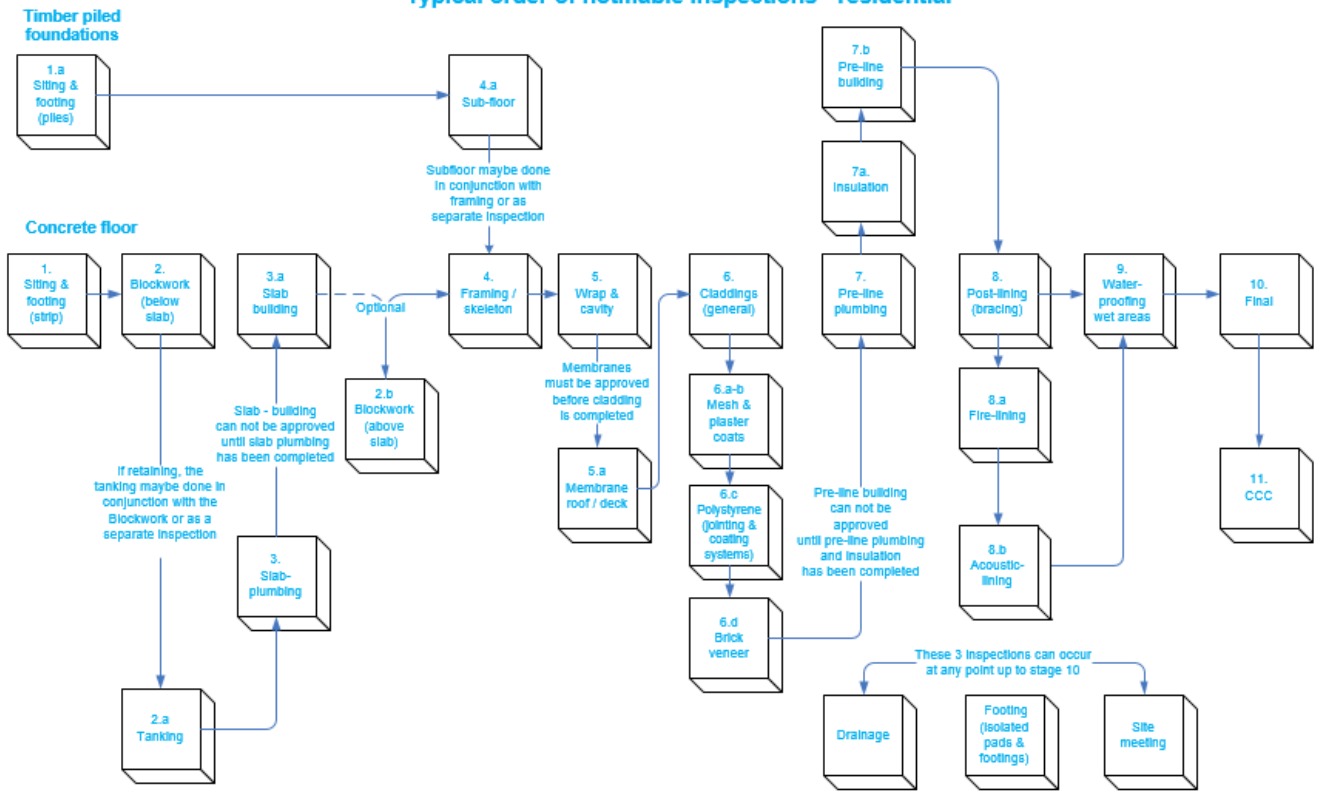 Typical order of notifiable inspections - residential
Timber piled
foundations
1.a
Siting &
footing
(piles)
4.a
Sub-floor
Subfloor maybe done
in conjunction with
framing or as
separate inspection
7.b
Pre-line
building
7a.
Insulation
Concrete floor
1.
Siting &
footing
(strip)
2.
Blockwork
(below
slab)
3.a
Slab
building
Optional
4.
Framing /
skeleton
5.
Wrap &
cavity
6.
Claddings
(general)
7.
Pre-line
plumbing
8.
Post-lining
(bracing)
9.
Water-
proofing
wet areas
10.
Final
2.b
Blockwork
(above
slab)
Membranes
must be approved
before cladding
is completed
6.a-b
Mesh &
plaster
coats
8.a
Fire-lining
Slab - building
can not be approved
until slab plumbing
has been completed
If retaining, the
tanking maybe done in
conjunction with the
Blockwork or as a
separate inspection
5.a
Membrane
roof / deck
6.c
Polystyrene
(jointing &
coating
systems)
Pre-line building
can not be
approved
until pre-line plumbing
and insulation
has been completed
11.
CCC
3.
Slab-
plumbing
8.b
Acoustic-
lining
6.d
Brick
veneer
2.a
Tanking
These 3 inspections can occur
at any point up to stage 10
Drainage
Footing
(isolated
pads &
footings)
Site
meeting